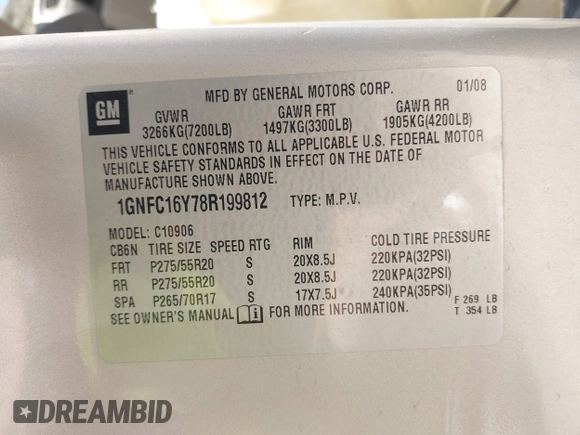 GM
MFD BY GENERAL MOTORS CORP. 01/08
GVWR GAWR FRT GAWR RR
3266KG(7200LB) 1497KG(3300LB) 1905KG(4200LB)
THIS VEHICLE CONFORMS TO ALL APPLICABLE U.S. FEDERAL MOTOR
VEHICLE SAFETY STANDARDS IN EFFECT ON THE DATE OF
MANUFACTURE SHOWN ABOVE.
1GNFC16Y78R199812 TYPE: M.P.V.
MODEL: C10906
CB6N TIRE SIZE SPEED RTG RIM COLD TIRE PRESSURE
FRT P275/55R20 S 20X8.5J 220KPA(32PSI)
RR P275/55R20 S 20X8.5J 220KPA(32PSI)
SPA P265/70R17 S 17X7.5J 240KPA(35PSI)
F 269 LB
T 354 LB
SEE OWNER'S MANUAL i FOR MORE INFORMATION.
DREAMBID